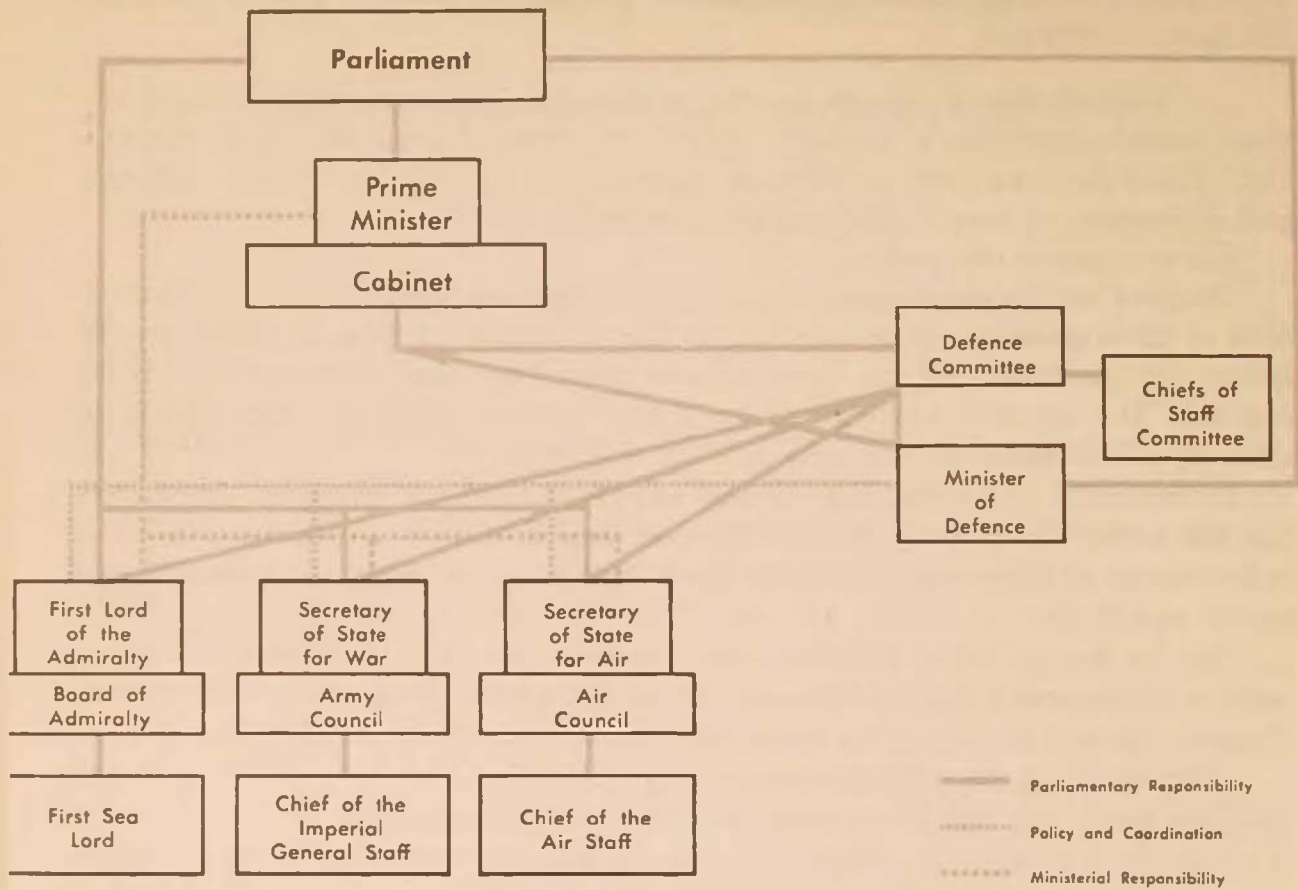 Parliament
Prime
Minister
Cabinet
Defence
Committee
Chiefs of
Staff
Committee
Minister
of
Defence
First Lord
of the
Admiralty
Secretary
of State
for War
Secretary
of State
for Air
Board of
Admiralty
Army
Council
Air
Council
First Sea
Lord
Chief of the
Imperial
General Staff
Chief of the
Air Staff
Parliamentary Responsibility
Policy and Coordination
Ministerial Responsibility